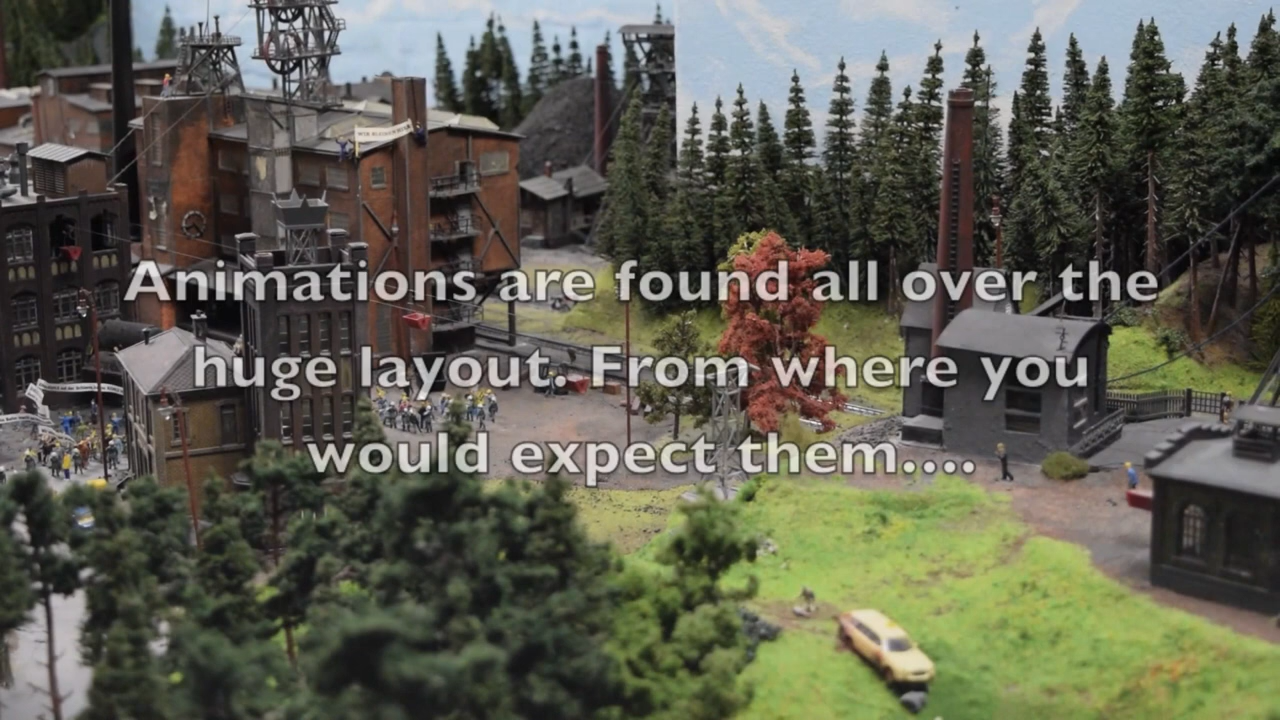 Animations are found all over the
huge layout. From where you
would expect them....